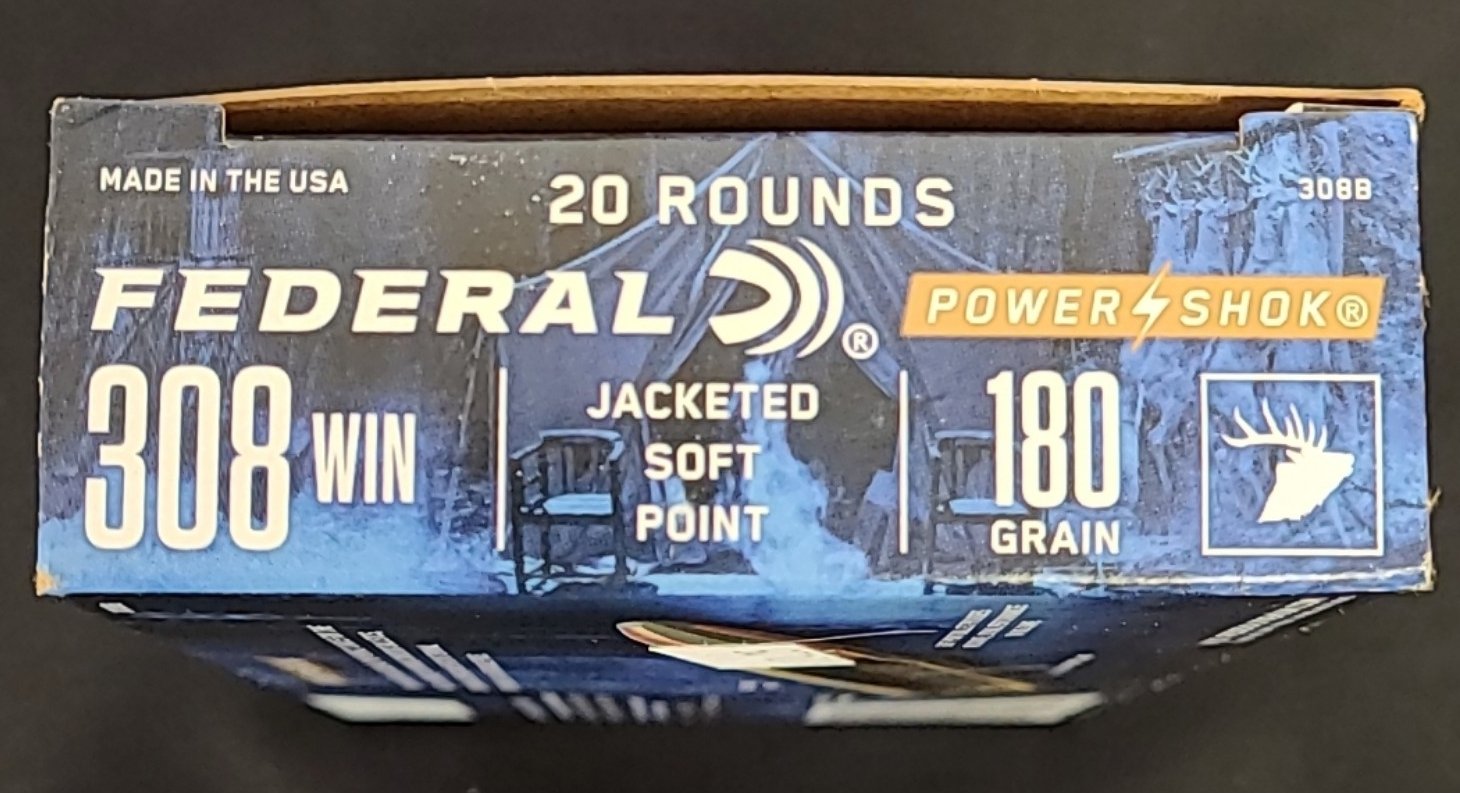 MADE IN THE USA
20 ROUNDS
308B
FEDERAL ®
POWER SHOK®
308 WIN
JACKETED
SOFT
POINT
180
GRAIN